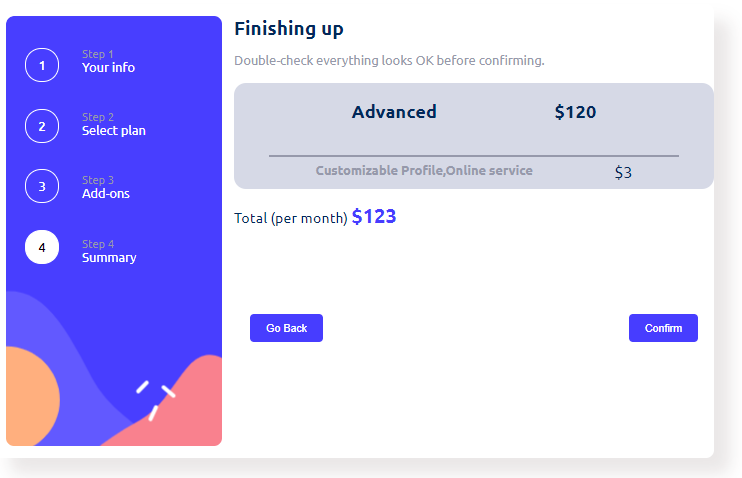 1
Step 1
Your info
2
Step 2
Select plan
3
Step 3
Add-ons
4
Step 4
Summary
Finishing up
Double-check everything looks OK before confirming.
Advanced $120
Customizable Profile,Online service $3
Total (per month) $123
Go Back Confirm